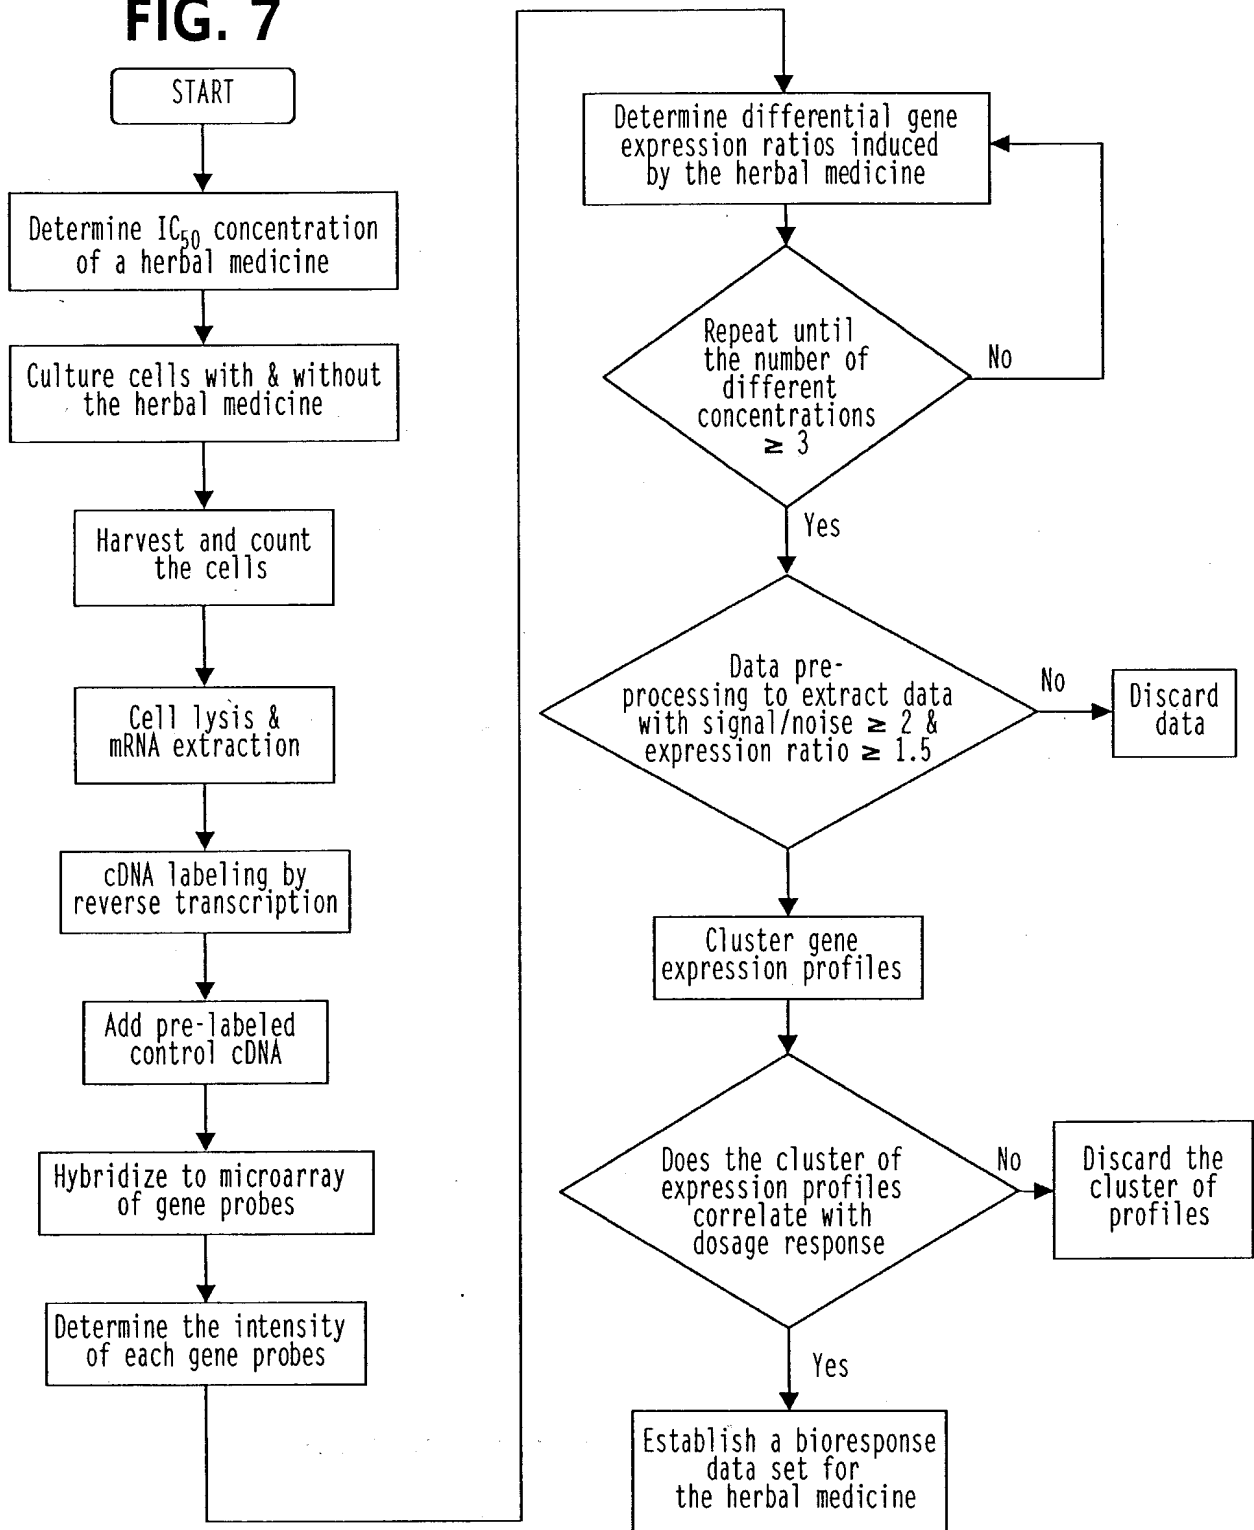 FIG. 7
START
Determine IC50 concentration
of a herbal medicine
Culture cells with & without
the herbal medicine
Harvest and count
the cells
Cell lysis &
mRNA extraction
cDNA labeling by
reverse transcription
Add pre-labeled
control cDNA
Hybridize to microarray
of gene probes
Determine the intensity
of each gene probes
Determine differential gene
expression ratios induced
by the herbal medicine
Repeat until
the number of
different
concentrations
≥ 3
No
Yes
Data pre-
processing to extract data
with signal/noise ≥ 2 &
expression ratio ≥ 1.5
No
Discard
data
Cluster gene
expression profiles
Does the cluster of
expression profiles
correlate with
dosage response
No
Discard the
cluster of
profiles
Yes
Establish a bioresponse
data set for
the herbal medicine